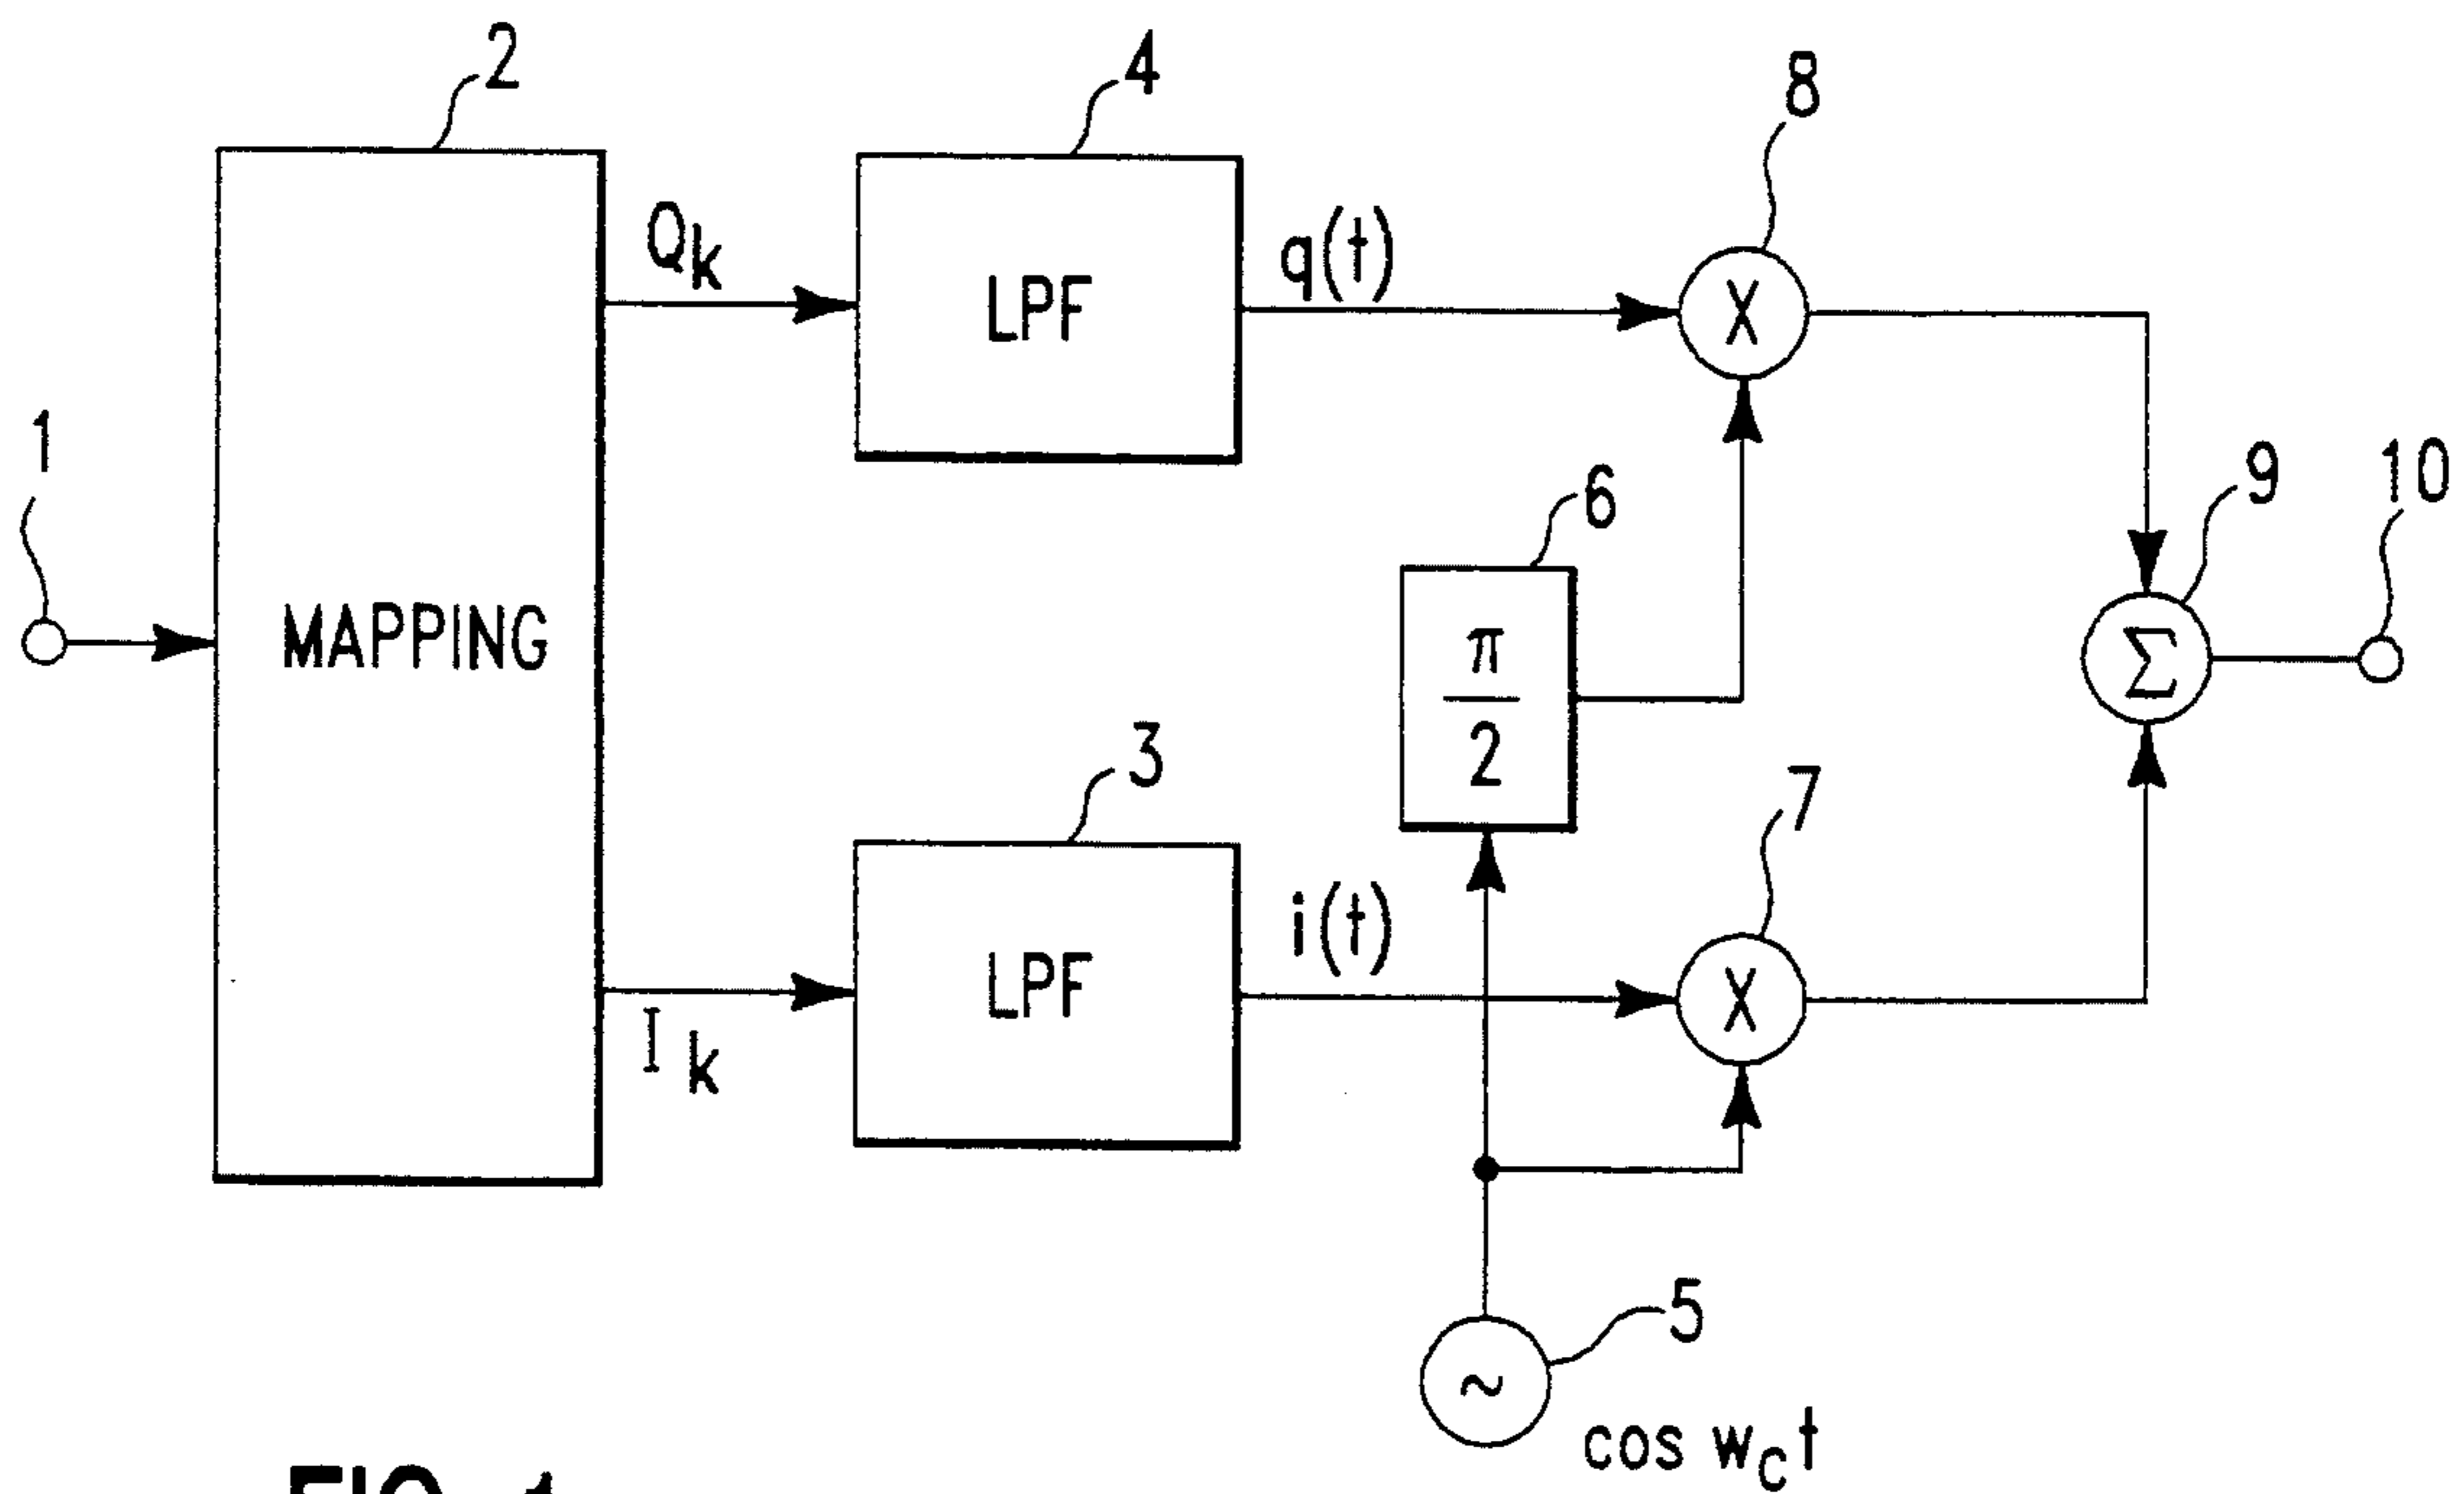 2
4
8
Qk
q(t)
LPF
X
1
6
9
10
MAPPING
π
2
Σ
3
7
Ik
LPF
i(t)
X
5
~
cos wct
FIG. 1